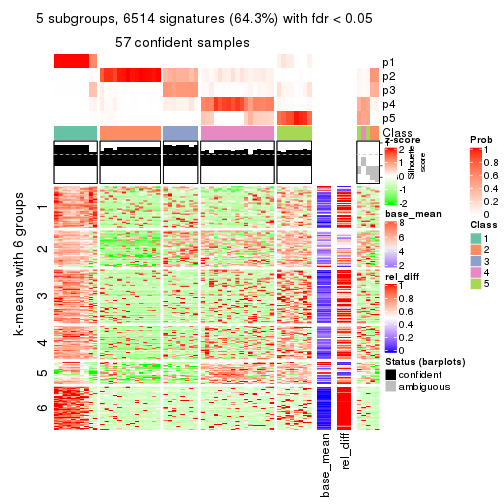 5 subgroups, 6514 signatures (64.3%) with fdr < 0.05
57 confident samples
p1
p2
p3
p4
p5
Class
Silhouette
score
k-means with 6 groups
1
2
3
4
5
6
base_mean
rel_diff
z-score
2
1
0
-1
-2
base_mean
8
6
4
2
rel_diff
1
0.8
0.6
0.4
0.2
0
Status (barplots)
confident
ambiguous
Prob
1
0.8
0.6
0.4
0.2
0
Class
1
2
3
4
5